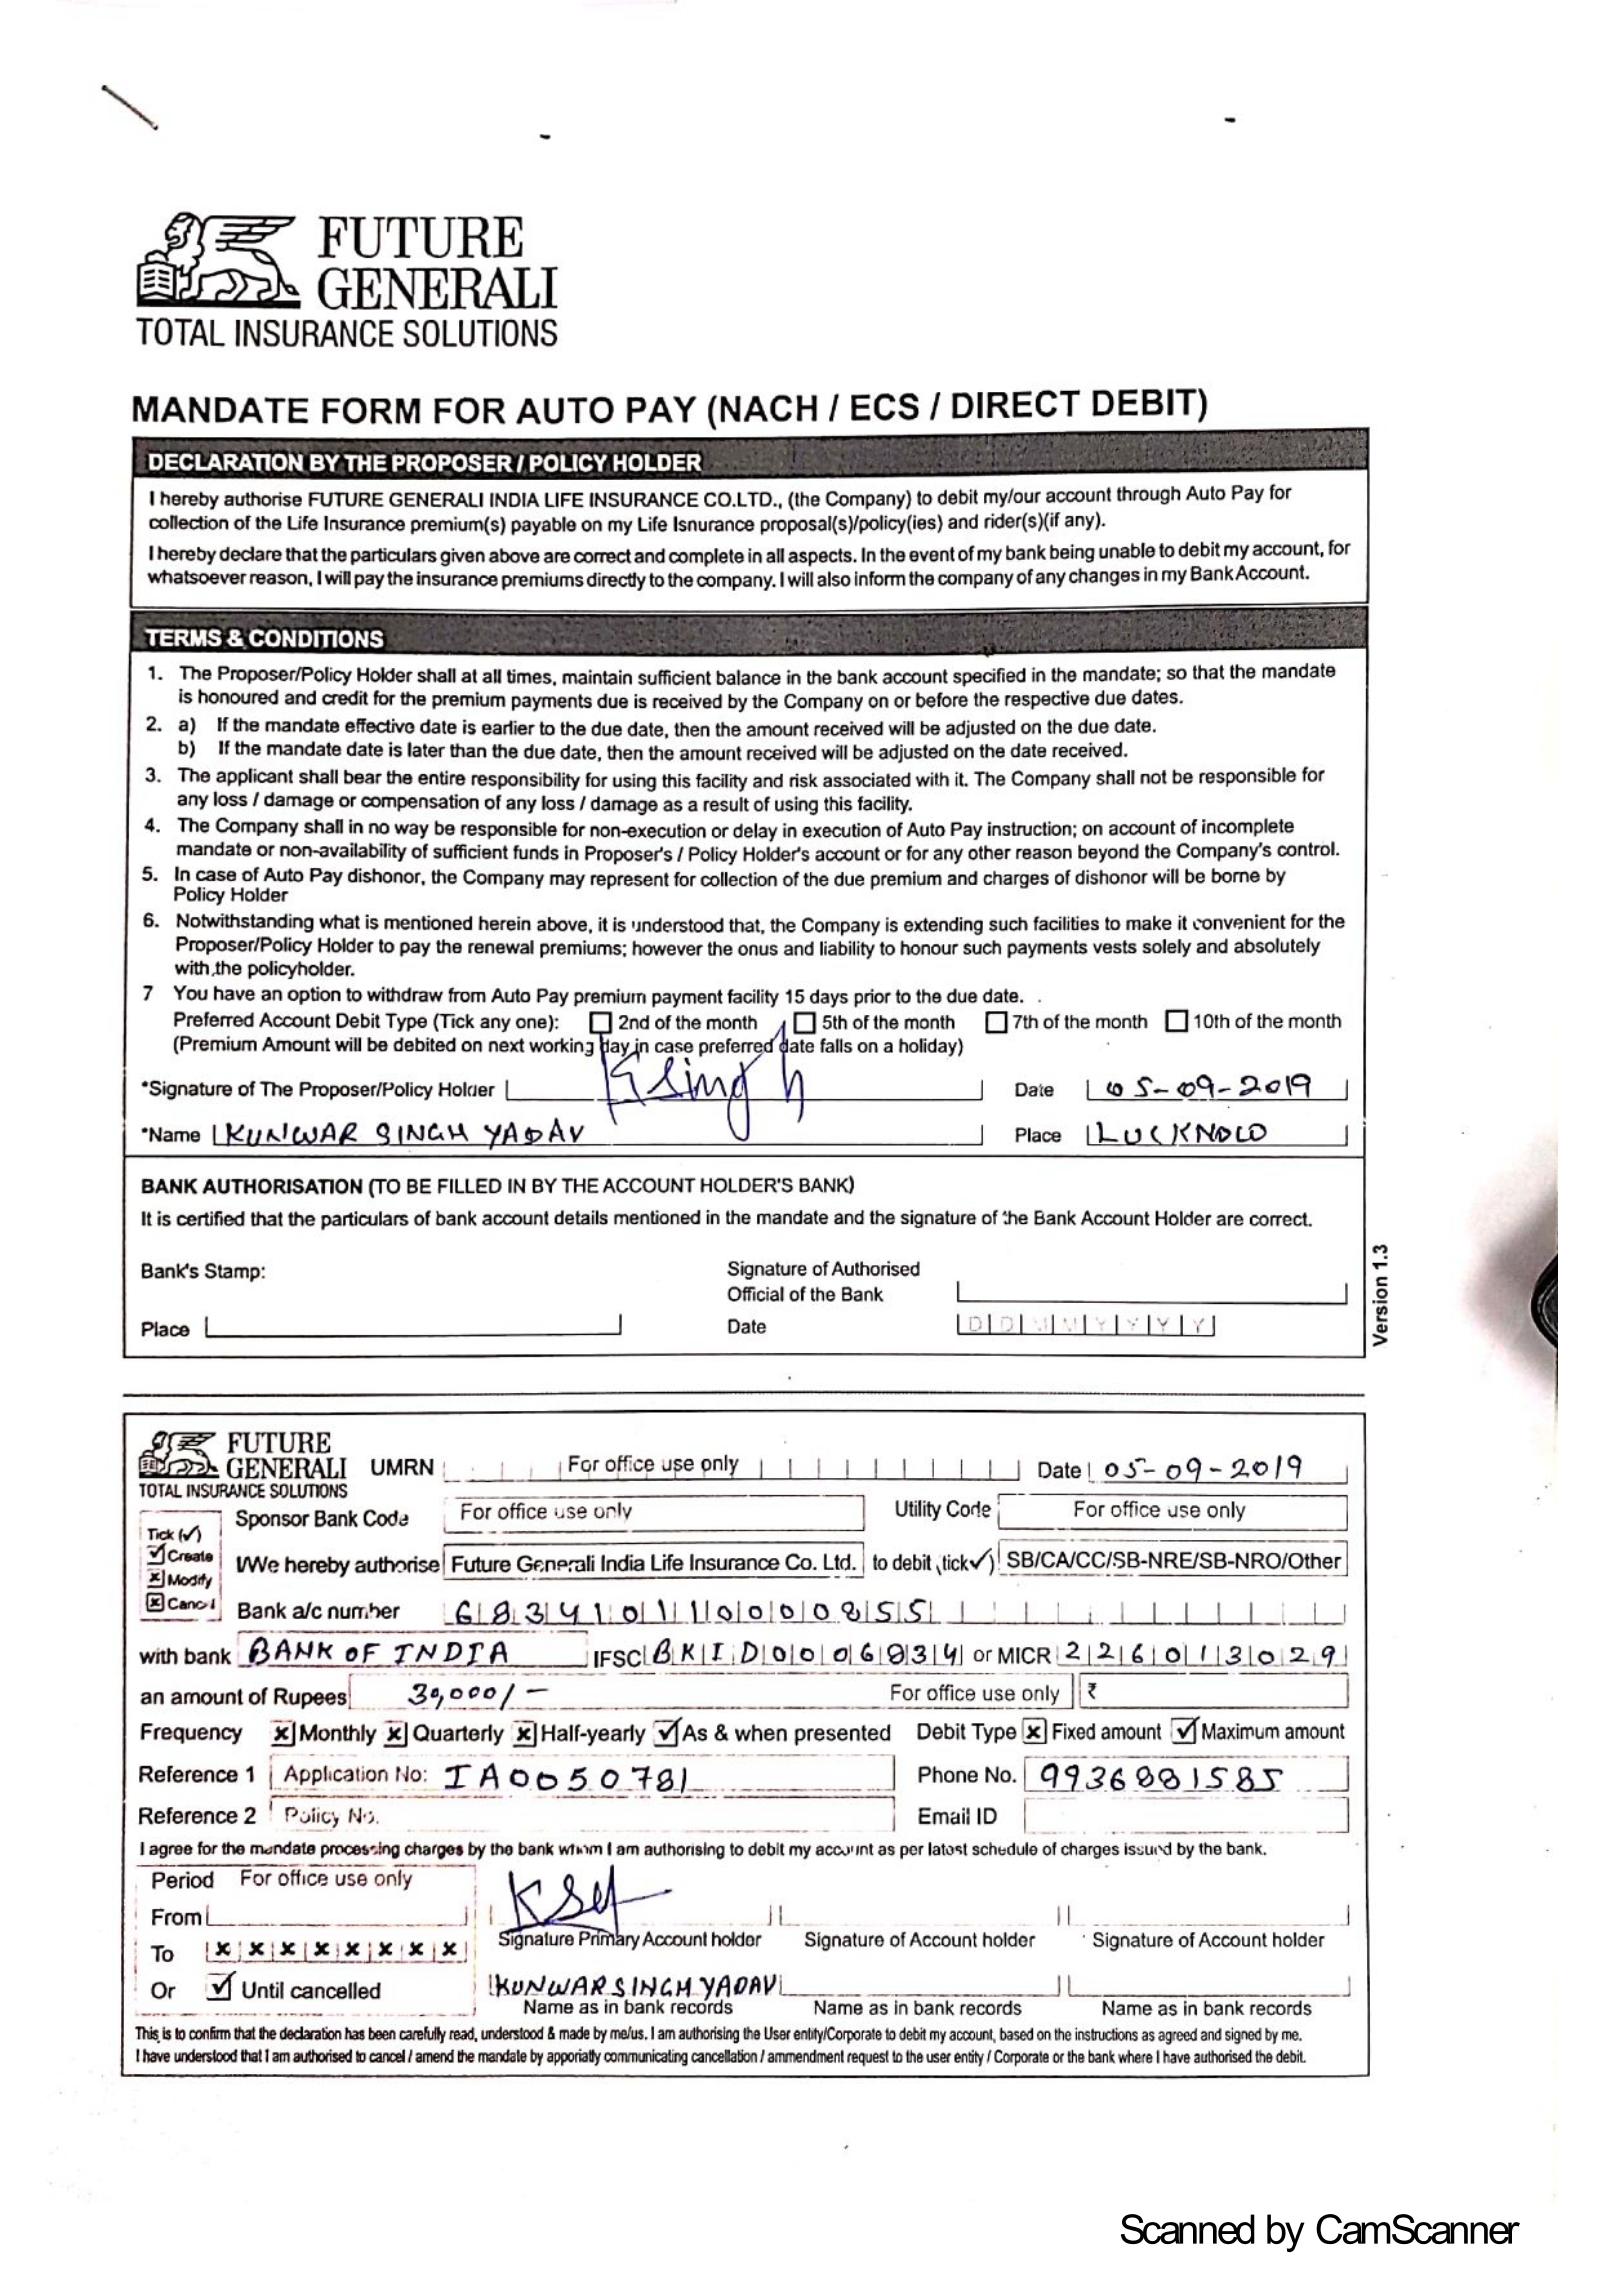 FUTURE
GENERALI
TOTAL INSURANCE SOLUTIONS
MANDATE FORM FOR AUTO PAY (NACH / ECS / DIRECT DEBIT)
DECLARATION BY THE PROPOSER / POLICY HOLDER
I hereby authorise FUTURE GENERALI INDIA LIFE INSURANCE CO.LTD., (the Company) to debit my/our account through Auto Pay for
collection of the Life Insurance premium(s) payable on my Life Isnurance proposal(s)/policy(ies) and rider(s)(if any).
I hereby declare that the particulars given above are correct and complete in all aspects. In the event of my bank being unable to debit my account, for
whatsoever reason, I will pay the insurance premiums directly to the company. I will also inform the company of any changes in my Bank Account.
TERMS & CONDITIONS
1. The Proposer/Policy Holder shall at all times, maintain sufficient balance in the bank account specified in the mandate; so that the mandate
is honoured and credit for the premium payments due is received by the Company on or before the respective due dates.
2. a) If the mandate effective date is earlier to the due date, then the amount received will be adjusted on the due date.
b) If the mandate date is later than the due date, then the amount received will be adjusted on the date received.
3. The applicant shall bear the entire responsibility for using this facility and risk associated with it. The Company shall not be responsible for
any loss / damage or compensation of any loss / damage as a result of using this facility.
4. The Company shall in no way be responsible for non-execution or delay in execution of Auto Pay instruction; on account of incomplete
mandate or non-availability of sufficient funds in Proposer's / Policy Holder's account or for any other reason beyond the Company's control.
5. In case of Auto Pay dishonor, the Company may represent for collection of the due premium and charges of dishonor will be borne by
Policy Holder
6. Notwithstanding what is mentioned herein above, it is understood that, the Company is extending such facilities to make it convenient for the
Proposer/Policy Holder to pay the renewal premiums; however the onus and liability to honour such payments vests solely and absolutely
with the policyholder.
7 You have an option to withdraw from Auto Pay premium payment facility 15 days prior to the due date.
Preferred Account Debit Type (Tick any one): 2nd of the month 5th of the month 7th of the month 10th of the month
(Premium Amount will be debited on next working day in case preferred date falls on a holiday)
*Signature of The Proposer/Policy Holder KSingh Date 05-09-2019
*Name KUNWAR SINGH YADAV Place LUCKNOW
BANK AUTHORISATION (TO BE FILLED IN BY THE ACCOUNT HOLDER'S BANK)
It is certified that the particulars of bank account details mentioned in the mandate and the signature of the Bank Account Holder are correct.
Bank's Stamp: Signature of Authorised
Official of the Bank
Place Date D D M M Y Y Y Y
Version 1.3
FUTURE
GENERALI
TOTAL INSURANCE SOLUTIONS
UMRN For office use only Date 05-09-2019
Sponsor Bank Code For office use only Utility Code For office use only
Tick (✓)
✓ Create
x Modify
x Cancel
I/We hereby authorise Future Generali India Life Insurance Co. Ltd. to debit (tick✓) SB/CA/CC/SB-NRE/SB-NRO/Other
Bank a/c number 683410110000855
with bank BANK OF INDIA IFSC BKID0006834 or MICR 226013029
an amount of Rupees 30,000/- For office use only ₹
Frequency x Monthly x Quarterly x Half-yearly ✓ As & when presented Debit Type x Fixed amount ✓ Maximum amount
Reference 1 Application No: IA0050781 Phone No. 9936881585
Reference 2 Policy No. Email ID
I agree for the mandate processing charges by the bank whom I am authorising to debit my account as per latest schedule of charges issued by the bank.
Period For office use only
From
To x x x x x x x x
Or ✓ Until cancelled
Signature Primary Account holder Signature of Account holder Signature of Account holder
KUNWAR SINGH YADAV
Name as in bank records Name as in bank records Name as in bank records
This is to confirm that the declaration has been carefully read, understood & made by me/us. I am authorising the User entity/Corporate to debit my account, based on the instructions as agreed and signed by me.
I have understood that I am authorised to cancel / amend the mandate by apporiatly communicating cancellation / ammendment request to the user entity / Corporate or the bank where I have authorised the debit.
Scanned by CamScanner